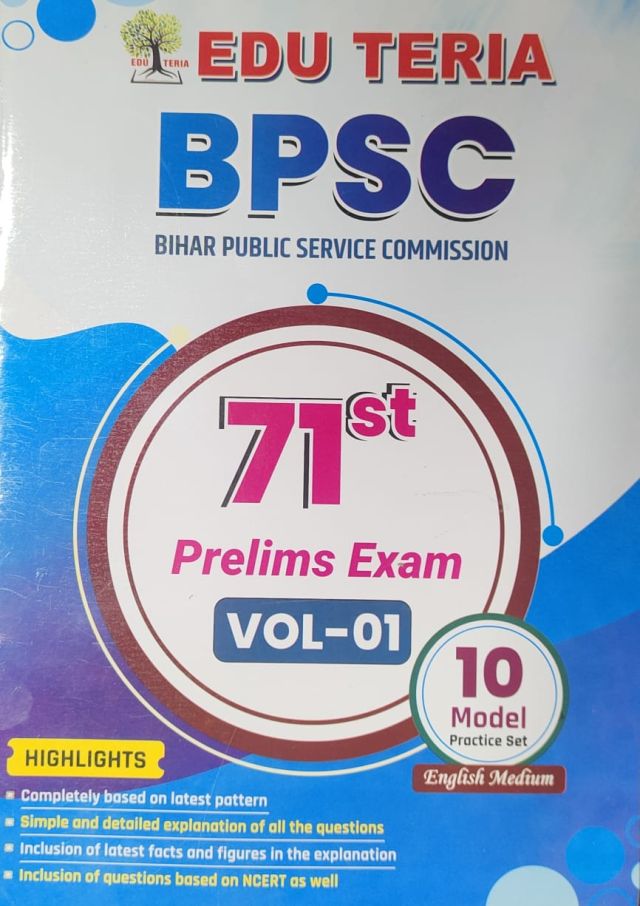 EDU TERIA
EDU TERIA
BPSC
BIHAR PUBLIC SERVICE COMMISSION
71st
Prelims Exam
VOL-01
10
Model
Practice Set
English Medium
HIGHLIGHTS
Completely based on latest pattern
Simple and detailed explanation of all the questions
Inclusion of latest facts and figures in the explanation
Inclusion of questions based on NCERT as well